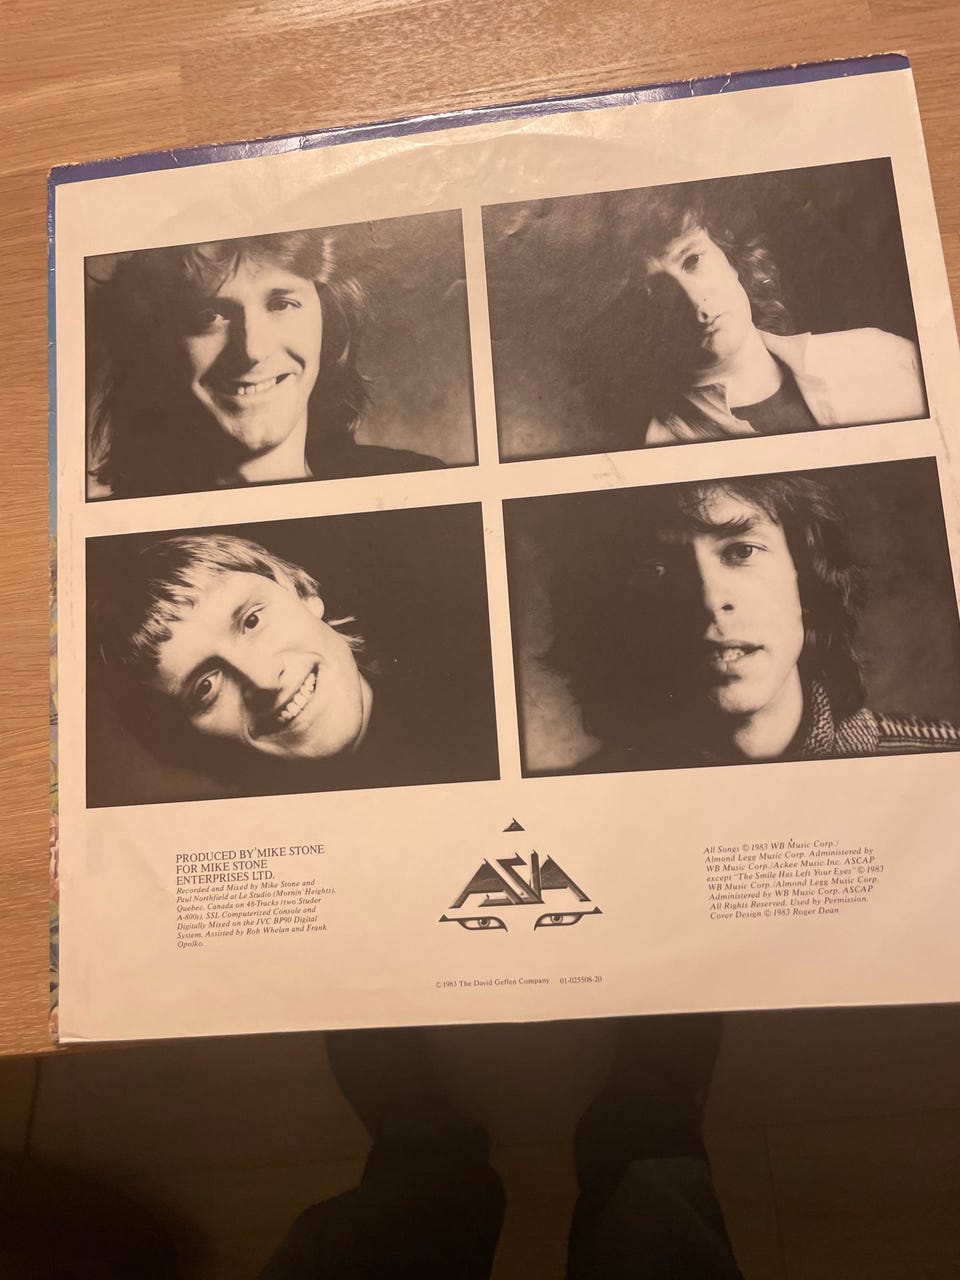 PRODUCED BY MIKE STONE
FOR MIKE STONE
ENTERPRISES LTD.
Recorded and Mixed by Mike Stone and
Paul Northfield at Le Studio (Mornin' Heights),
Quebec, Canada on 48-Tracks (two Studer
A-800s), SSL Computerized Console and
Digitally Mixed on the JVC BP90 Digital
System. Assisted by Rob Whelan and Frank
Opolko.
ASIA
© 1983 The David Geffen Company 01-025508-20
All Songs © 1983 WB Music Corp./
Almond Legg Music Corp. Administered by
WB Music Corp./Ackee Music Inc. ASCAP
except "The Smile Has Left Your Eyes" © 1983
WB Music Corp./Almond Legg Music Corp.
Administered by WB Music Corp. ASCAP
All Rights Reserved. Used by Permission.
Cover Design © 1983 Roger Dean